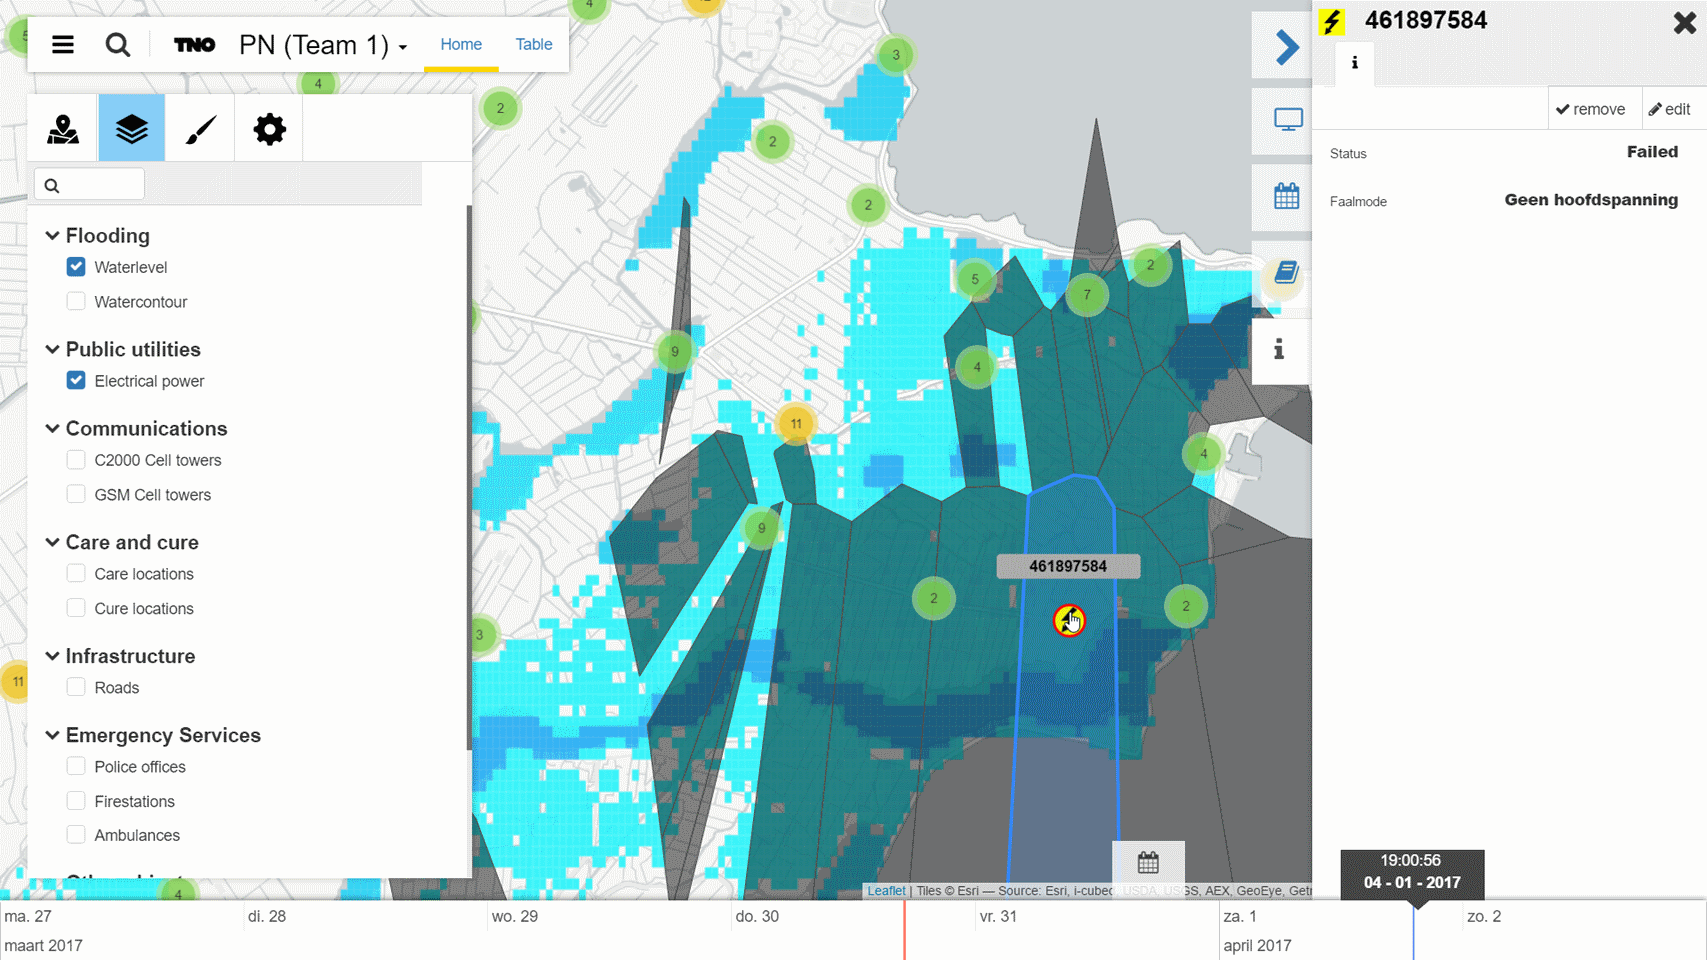 TNO PN (Team 1)
Home
Table
Flooding
Waterlevel
Watercontour
Public utilities
Electrical power
Communications
C2000 Cell towers
GSM Cell towers
Care and cure
Care locations
Cure locations
Infrastructure
Roads
Emergency Services
Police offices
Firestations
Ambulances
4
3
4
2
2
2
5
2
7
9
4
11
4
9
2
2
3
11
4
461897584
461897584
i
remove
edit
Status
Failed
Faalmode
Geen hoofdspanning
i
Leaflet | Tiles © Esri — Source: Esri, i-cubed, USDA, USGS, AEX, GeoEye, Getr
19:00:56
04 - 01 - 2017
ma. 27
di. 28
wo. 29
do. 30
vr. 31
za. 1
zo. 2
maart 2017
april 2017